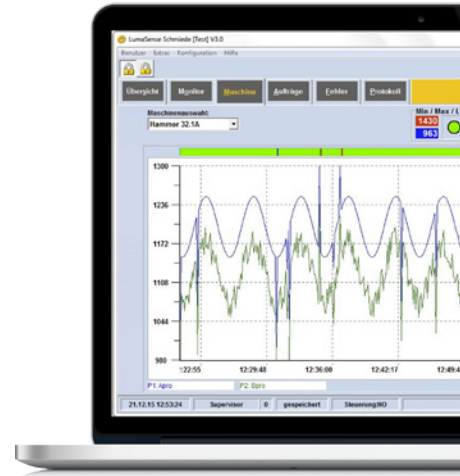 LumaSense Schmiede [Test] V3.0
Benutzer Extras Konfiguration Hilfe
Übersicht Monitor Maschine Aufträge Fehler Protokoll
Maschinenauswahl:
Hammer 32.1A
Min / Max / L
1430
963
1300
1236
1172
1108
1044
980
:22:55 12:29:48 12:36:00 12:42:17 12:49:4
P1: Apro P2: Bpro
21.12.15 12:53:24 Supervisor 0 gespeichert Steuerung:NO